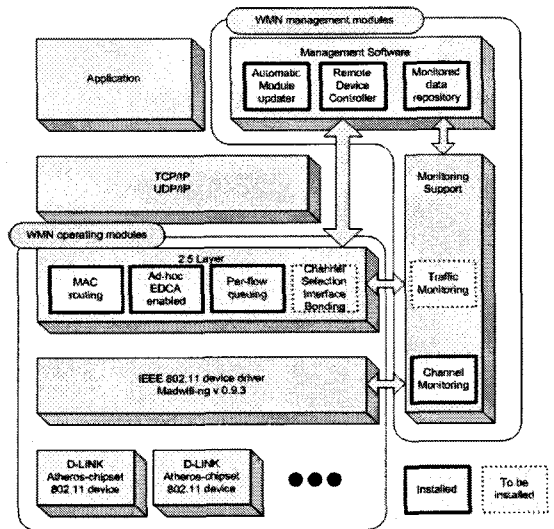 WMN management modules
Management Software
Application
Automatic
Module
updater
Remote
Device
Controller
Monitored
data
repository
TCP/IP
UDP/IP
Monitoring
Support
WMN operating modules
2.5 Layer
MAC
routing
Ad-hoc
EDCA
enabled
Per-flow
queuing
Channel
Selection
Interface
Bonding
Traffic
Monitoring
IEEE 802.11 device driver
Madwifi-ng v 0.9.3
Channel
Monitoring
D-LINK
Atheros-chipset
802.11 device
D-LINK
Atheros-chipset
802.11 device
Installed
To be
installed